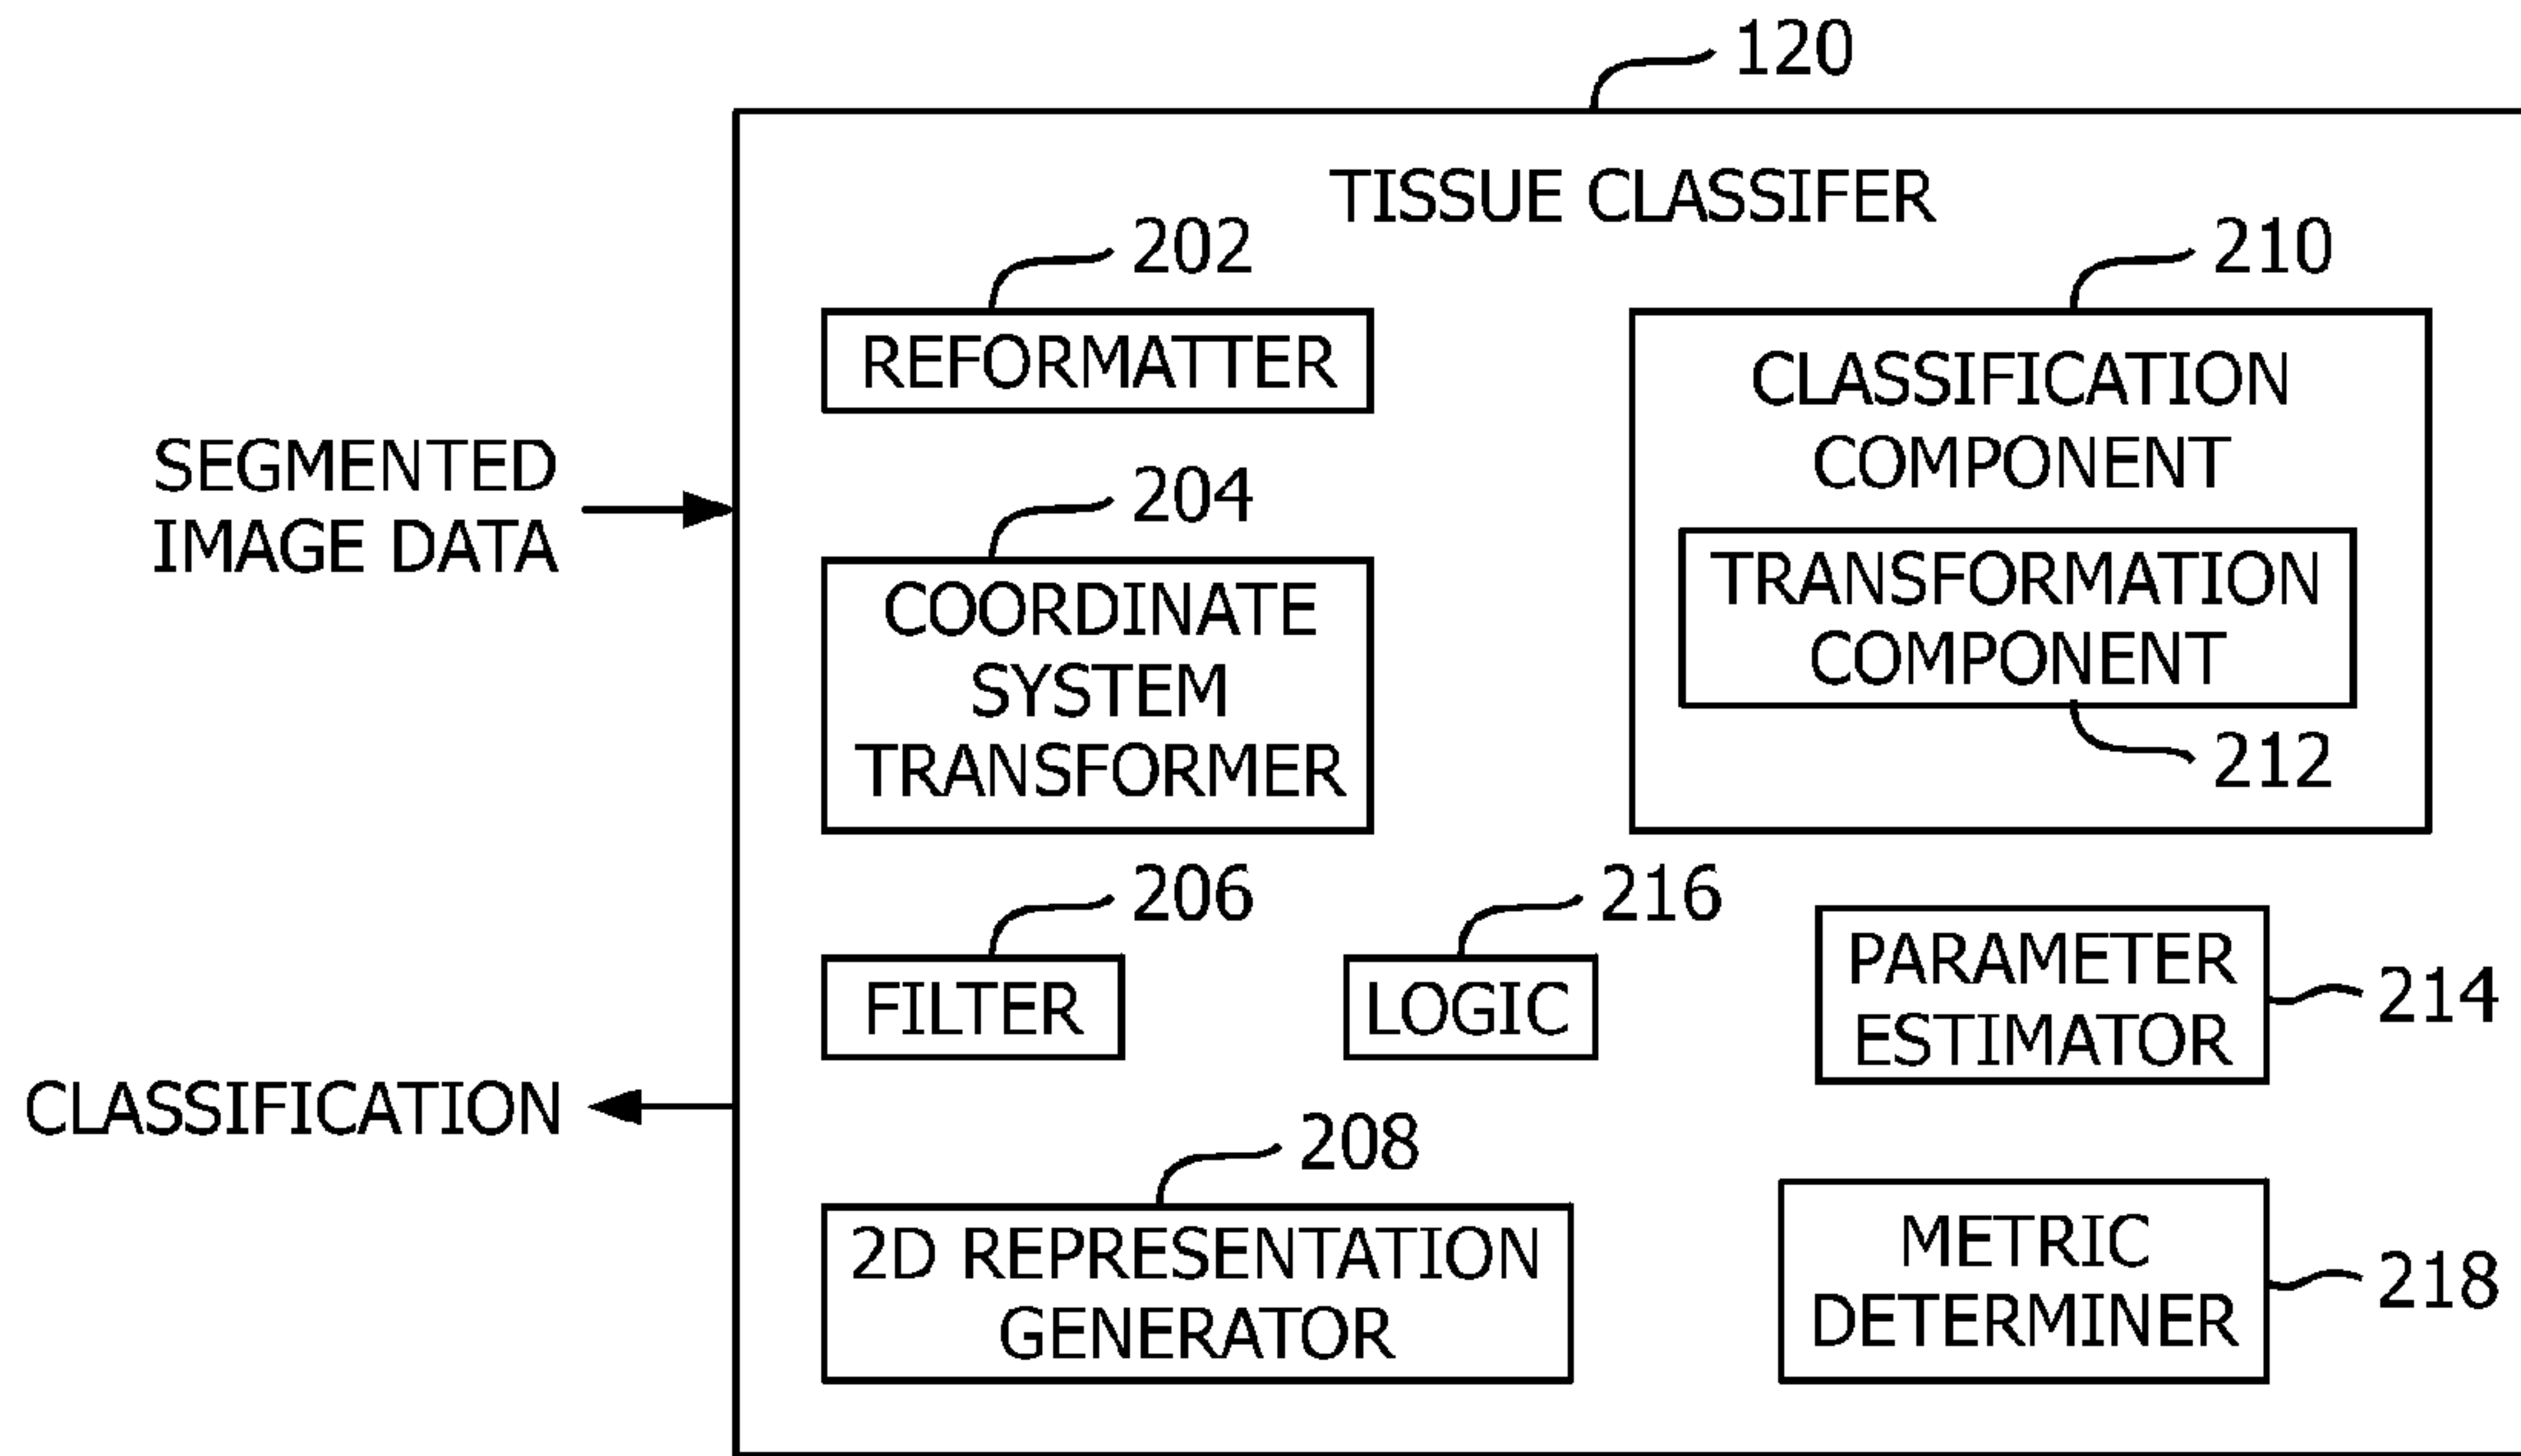 120
TISSUE CLASSIFER
202
REFORMATTER
210
CLASSIFICATION
COMPONENT
TRANSFORMATION
COMPONENT
212
SEGMENTED
IMAGE DATA
204
COORDINATE
SYSTEM
TRANSFORMER
206
FILTER
216
LOGIC
PARAMETER
ESTIMATOR
214
CLASSIFICATION
208
2D REPRESENTATION
GENERATOR
METRIC
DETERMINER
218